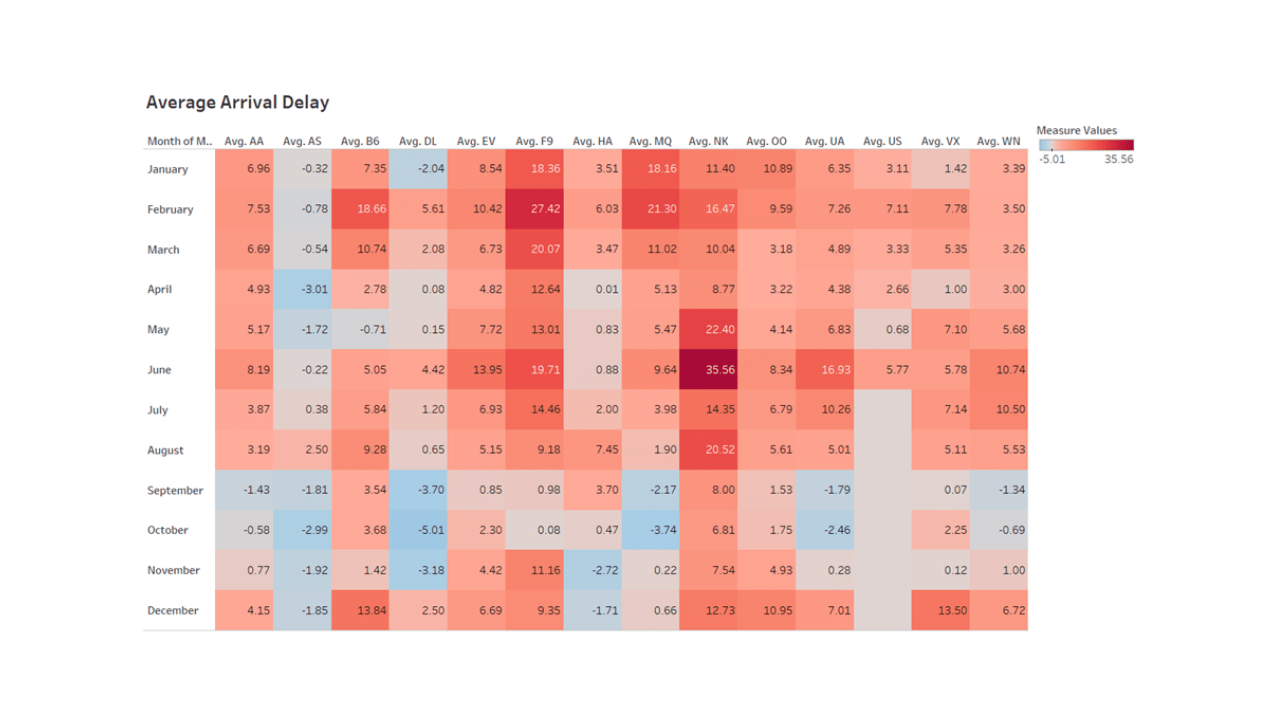 Average Arrival Delay
Measure Values
-5.01 35.56
Month of M.. Avg. AA Avg. AS Avg. B6 Avg. DL Avg. EV Avg. F9 Avg. HA Avg. MQ Avg. NK Avg. OO Avg. UA Avg. US Avg. VX Avg. WN
January 6.96 -0.32 7.35 -2.04 8.54 18.36 3.51 18.16 11.40 10.89 6.35 3.11 1.42 3.39
February 7.53 -0.78 18.66 5.61 10.42 27.42 6.03 21.30 16.47 9.59 7.26 7.11 7.78 3.50
March 6.69 -0.54 10.74 2.08 6.73 20.07 3.47 11.02 10.04 3.18 4.89 3.33 5.35 3.26
April 4.93 -3.01 2.78 0.08 4.82 12.64 0.01 5.13 8.77 3.22 4.38 2.66 1.00 3.00
May 5.17 -1.72 -0.71 0.15 7.72 13.01 0.83 5.47 22.40 4.14 6.83 0.68 7.10 5.68
June 8.19 -0.22 5.05 4.42 13.95 19.71 0.88 9.64 35.56 8.34 16.93 5.77 5.78 10.74
July 3.87 0.38 5.84 1.20 6.93 14.46 2.00 3.98 14.35 6.79 10.26 7.14 10.50
August 3.19 2.50 9.28 0.65 5.15 9.18 7.45 1.90 20.52 5.61 5.01 5.11 5.53
September -1.43 -1.81 3.54 -3.70 0.85 0.98 3.70 -2.17 8.00 1.53 -1.79 0.07 -1.34
October -0.58 -2.99 3.68 -5.01 2.30 0.08 0.47 -3.74 6.81 1.75 -2.46 2.25 -0.69
November 0.77 -1.92 1.42 -3.18 4.42 11.16 -2.72 0.22 7.54 4.93 0.28 0.12 1.00
December 4.15 -1.85 13.84 2.50 6.69 9.35 -1.71 0.66 12.73 10.95 7.01 13.50 6.72